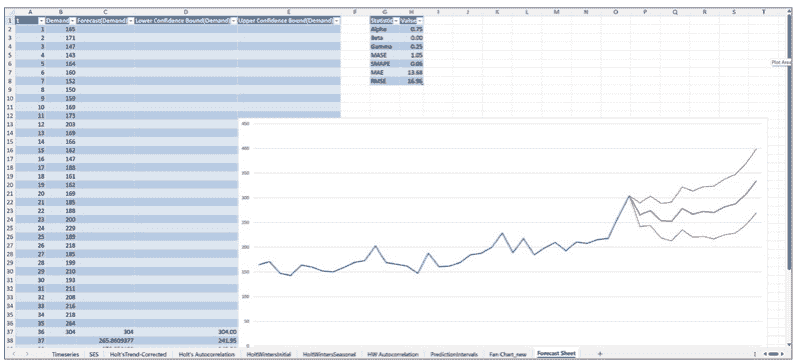 A B C D E F G H I J K L M N O P Q R S T
1 t Demand Forecast(Demand) Lower Confidence Bound(Demand) Upper Confidence Bound(Demand) Statistic Value
2 1 165 Alpha 0.75
3 2 171 Beta 0.00
4 3 147 Gamma 0.25
5 4 143 MASE 1.05
6 5 164 SMAPE
7 6 160 MAE 13.68
8 7 152 RMSE
9 8 150
10 9 159
11 10 169
12 11 173
13 12 203
14 13 169
15 14 166
16 15 162
17 16 147
18 17 188
19 18 161
20 19 162
21 20 169
22 21 185
23 22 188
24 23 200
25 24 229
26 25 189
27 26 218
28 27 185
29 28 199
30 29 210
31 30 193
32 31 211
33 32 208
34 33 216
35 34 218
36 35 264
37 36 304 304 304.00
38 37 265.8609377 241.95
Plot Area
450
400
350
300
250
200
150
100
50
0
Timeseries SES Holt'sTrend-Corrected Holt's Autocorrelation HoltWintersInitial HoltWintersSeasonal HW Autocorrelation PredictionIntervals Fan Chart_new Forecast Sheet +